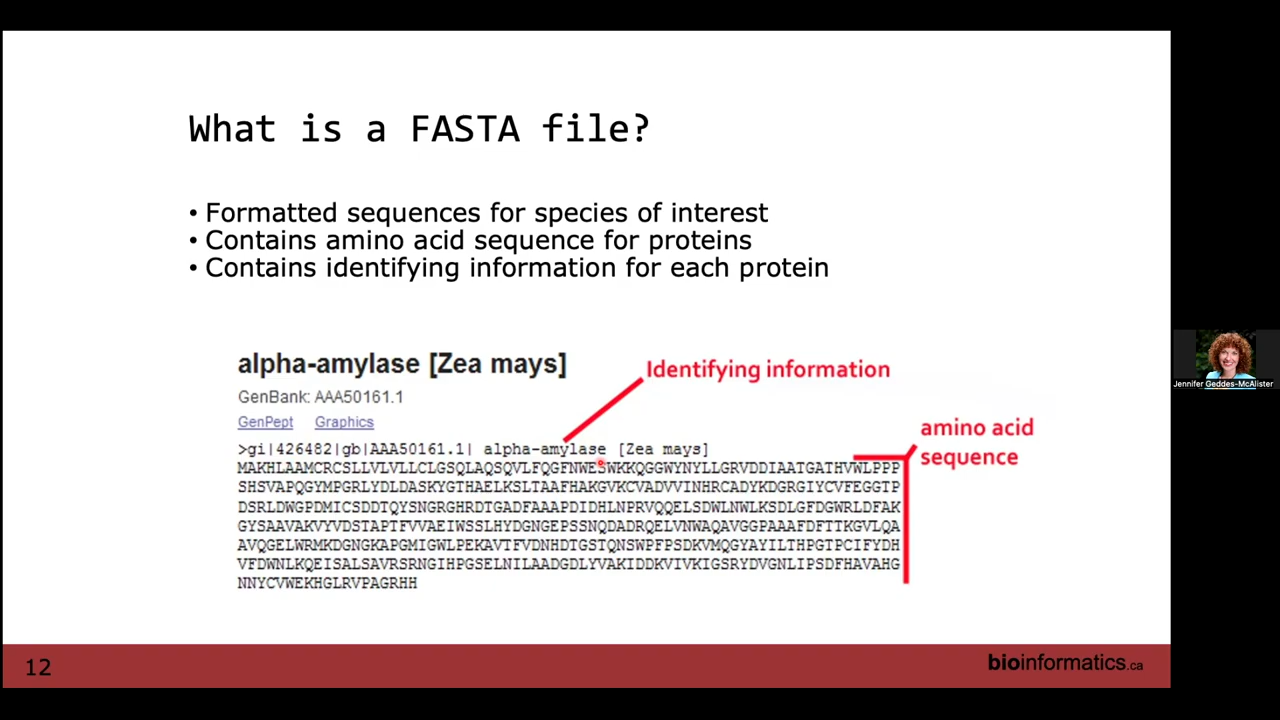 What is a FASTA file?
• Formatted sequences for species of interest
• Contains amino acid sequence for proteins
• Contains identifying information for each protein
alpha-amylase [Zea mays]
Identifying information
GenBank: AAA50161.1
GenPept Graphics
>gi|426482|gb|AAA50161.1| alpha-amylase [Zea mays]
amino acid
sequence
MAKHLAAMCRCSLLVLVLLCLGSQLAQSQVLFQGFNWESWKKQGGWYNYLLGRVDDIAATGATHVWLPPP
SHSVAPQGYMPGRLYDLDASKYGTHAELKSLTAAFHAKGVKCVADVVINHRCADYKDGRGIYCVFEGGTP
DSRLDWGPDMICSDDTQYSNGRGHRDTGADFAAAPDIDHLNPRVQQELSDWLNWLKSDLGFDGWRLDFAK
GYSAAVAKVYVDSTAPTFVVAEIWSSLHYDGNGEPSSNQDADRQELVNWAQAVGGPAAAFDFTTKGVLQA
AVQGELWRMKDGNGKAPGMIGWLPEKAVTFVDNHDTGSTQNSWPFPSDKVMQGYAYILTHPGTPCIFYDH
VFDWNLKQEISALSAVRSRNGIHPGSELNILAADGDLYVAKIDDKVIVKIGSRYDVGNLIPSDFHAVAHG
NNYCVWEKHGLRVPAGRHH
12
bioinformatics.ca
Jennifer Geddes-McAlister